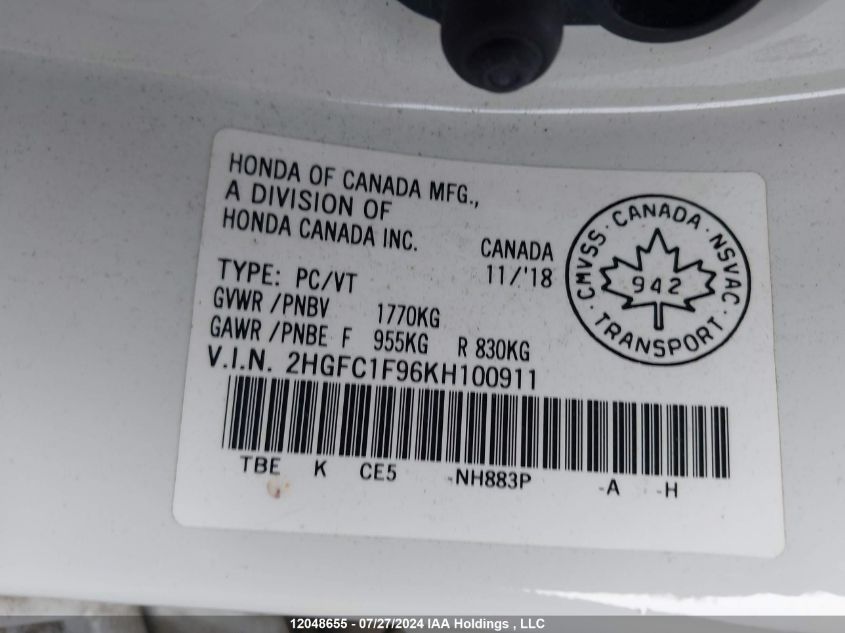 HONDA OF CANADA MFG.,
A DIVISION OF
HONDA CANADA INC.
CANADA
11/'18
TYPE: PC/VT
GVWR /PNBV 1770KG
GAWR /PNBE F 955KG R 830KG
V.I.N. 2HGFC1F96KH100911
TBE K CE5 -NH883P -A -H
CMVSS · CANADA · NSVAC · TRANSPORT ·
942
12048655 - 07/27/2024 IAA Holdings , LLC